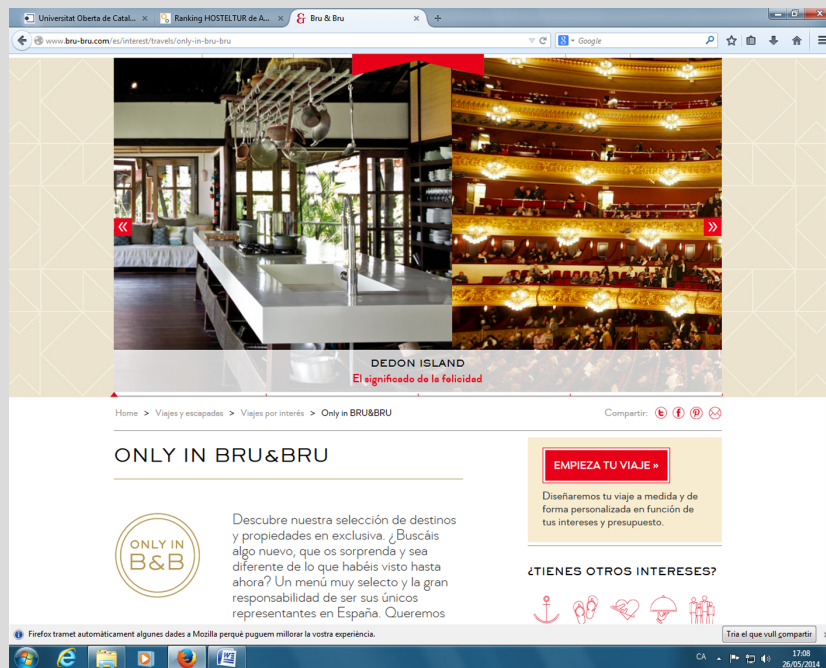 Universitat Oberta de Catal...
Ranking HOSTELTUR de A...
Bru & Bru
www.bru-bru.com/es/interest/travels/only-in-bru-bru
Google
DEDON ISLAND
El significado de la felicidad
Home > Viajes y escapadas > Viajes por interés > Only in BRU&BRU
Compartir:
ONLY IN BRU&BRU
EMPIEZA TU VIAJE »
Diseñaremos tu viaje a medida y de
forma personalizada en función de
tus intereses y presupuesto.
ONLY IN
B&B
Descubre nuestra selección de destinos
y propiedades en exclusiva. ¿Buscáis
algo nuevo, que os sorprenda y sea
diferente de lo que habéis visto hasta
ahora? Un menú muy selecto y la gran
responsabilidad de ser sus únicos
representantes en España. Queremos
¿TIENES OTROS INTERESES?
Firefox tramet automàticament algunes dades a Mozilla perquè puguem millorar la vostra experiència.
Tria el que vull compartir
CA
17:08
26/05/2014